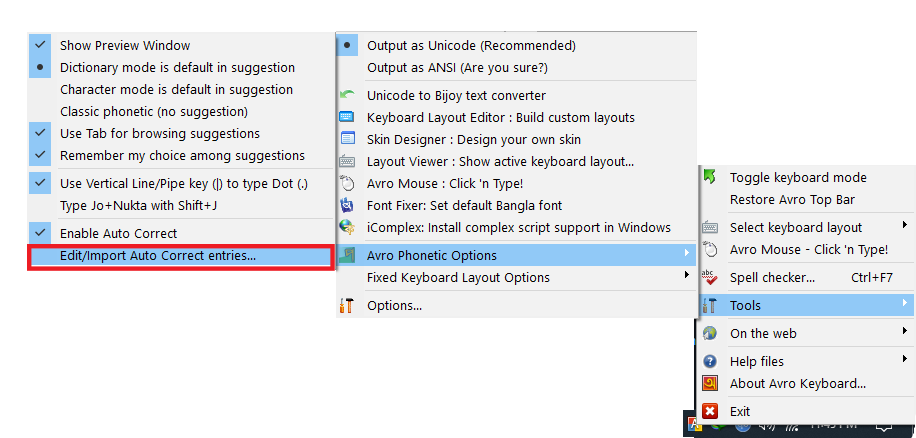 Show Preview Window
Dictionary mode is default in suggestion
Character mode is default in suggestion
Classic phonetic (no suggestion)
Use Tab for browsing suggestions
Remember my choice among suggestions
Use Vertical Line/Pipe key (|) to type Dot (.)
Type Jo+Nukta with Shift+J
Enable Auto Correct
Edit/Import Auto Correct entries...
Output as Unicode (Recommended)
Output as ANSI (Are you sure?)
Unicode to Bijoy text converter
Keyboard Layout Editor : Build custom layouts
Skin Designer : Design your own skin
Layout Viewer : Show active keyboard layout...
Avro Mouse : Click 'n Type!
Font Fixer: Set default Bangla font
iComplex: Install complex script support in Windows
Avro Phonetic Options
Fixed Keyboard Layout Options
Options...
Toggle keyboard mode
Restore Avro Top Bar
Select keyboard layout
Avro Mouse - Click 'n Type!
abc
Spell checker... Ctrl+F7
Tools
On the web
Help files
About Avro Keyboard...
Exit